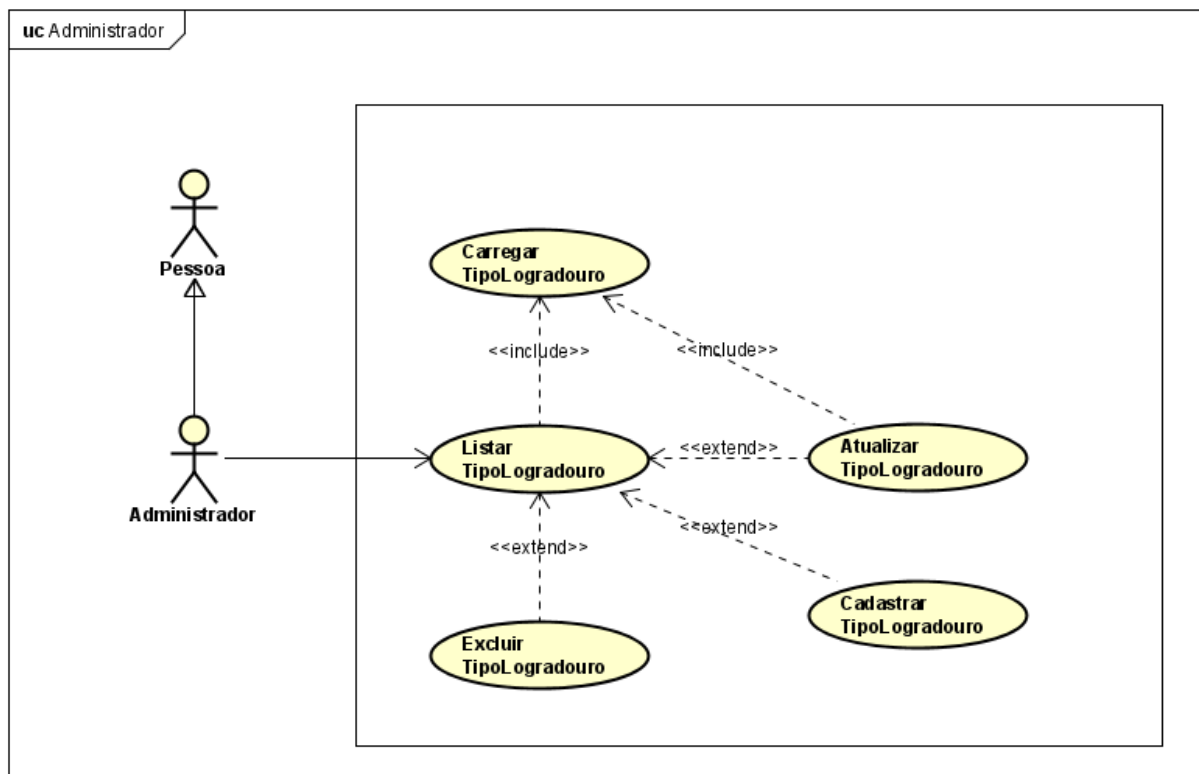 uc Administrador
Pessoa
Carregar
TipoLogradouro
<<include>>
<<include>>
Administrador
Listar
TipoLogradouro
<<extend>>
Atualizar
TipoLogradouro
<<extend>>
<<extend>>
Excluir
TipoLogradouro
Cadastrar
TipoLogradouro